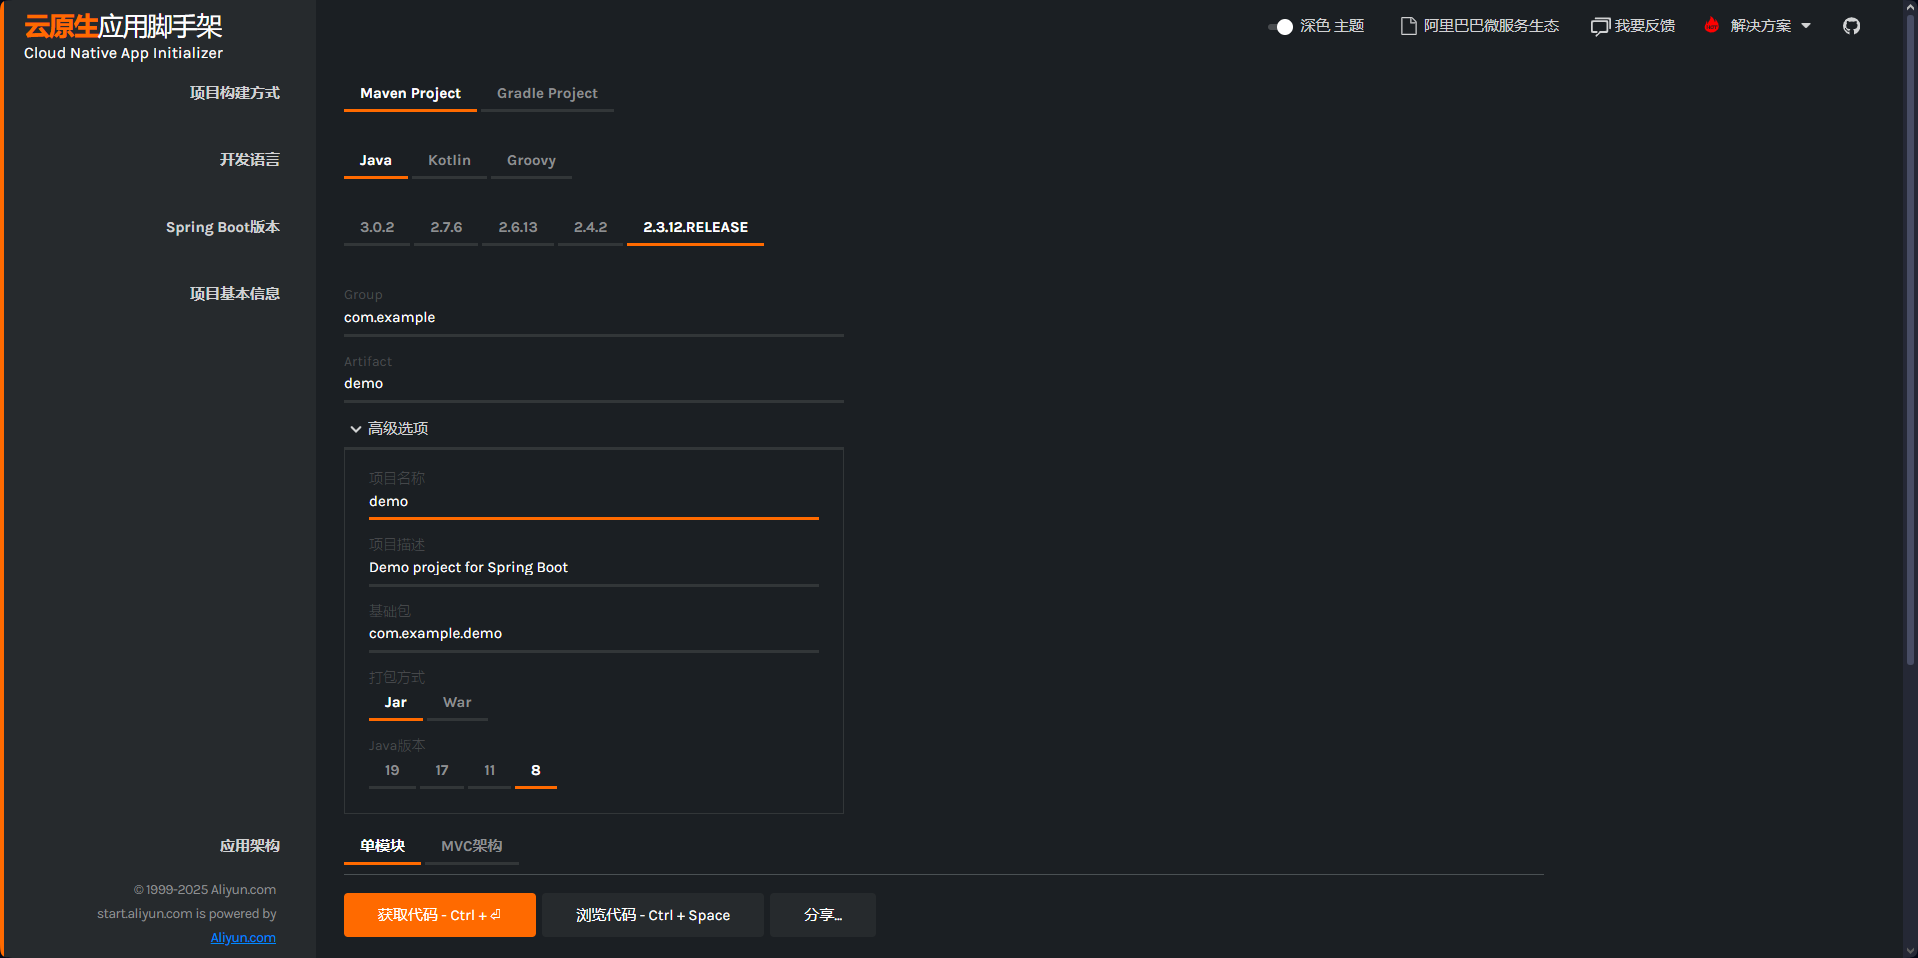 云原生应用脚手架
Cloud Native App Initializer
深色 主题
阿里巴巴微服务生态
我要反馈
解决方案
项目构建方式
Maven Project
Gradle Project
开发语言
Java
Kotlin
Groovy
Spring Boot版本
3.0.2
2.7.6
2.6.13
2.4.2
2.3.12.RELEASE
项目基本信息
Group
com.example
Artifact
demo
高级选项
项目名称
demo
项目描述
Demo project for Spring Boot
基础包
com.example.demo
打包方式
Jar
War
Java版本
19
17
11
8
应用架构
单模块
MVC架构
© 1999-2025 Aliyun.com
start.aliyun.com is powered by
Aliyun.com
获取代码 - Ctrl + ⏎
浏览代码 - Ctrl + Space
分享...